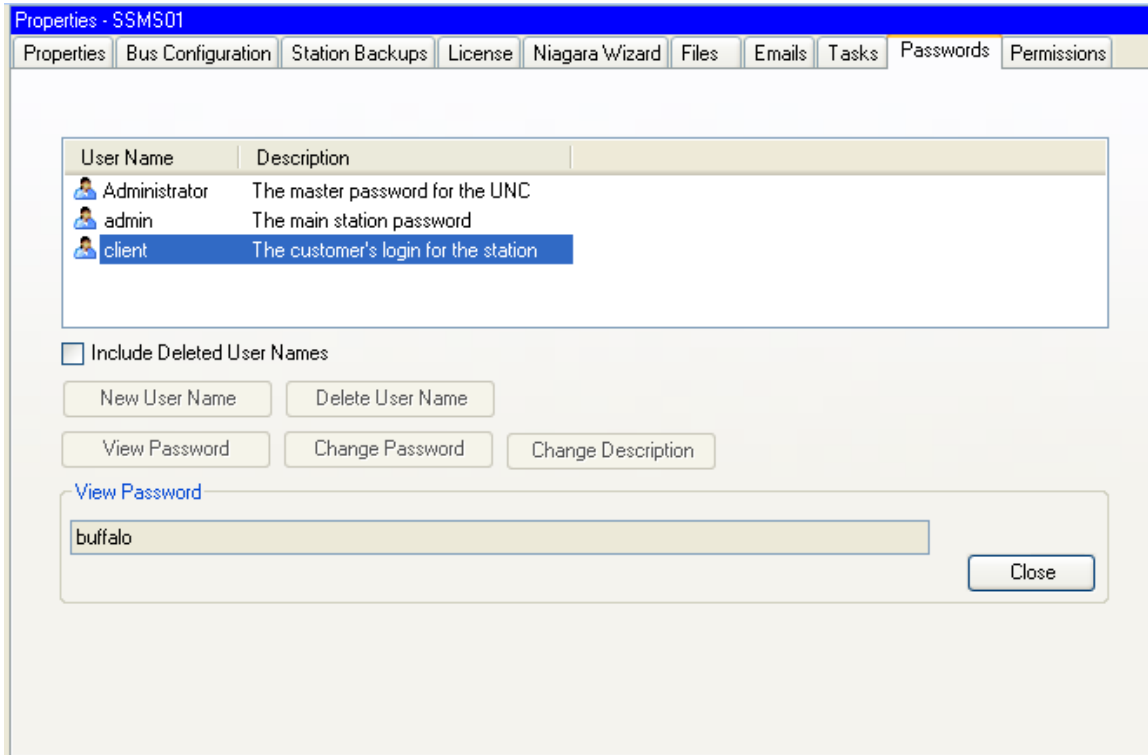 Properties - SSMS01
Properties Bus Configuration Station Backups License Niagara Wizard Files Emails Tasks Passwords Permissions
User Name Description
Administrator The master password for the UNC
admin The main station password
client The customer's login for the station
Include Deleted User Names
New User Name Delete User Name
View Password Change Password Change Description
View Password
buffalo
Close